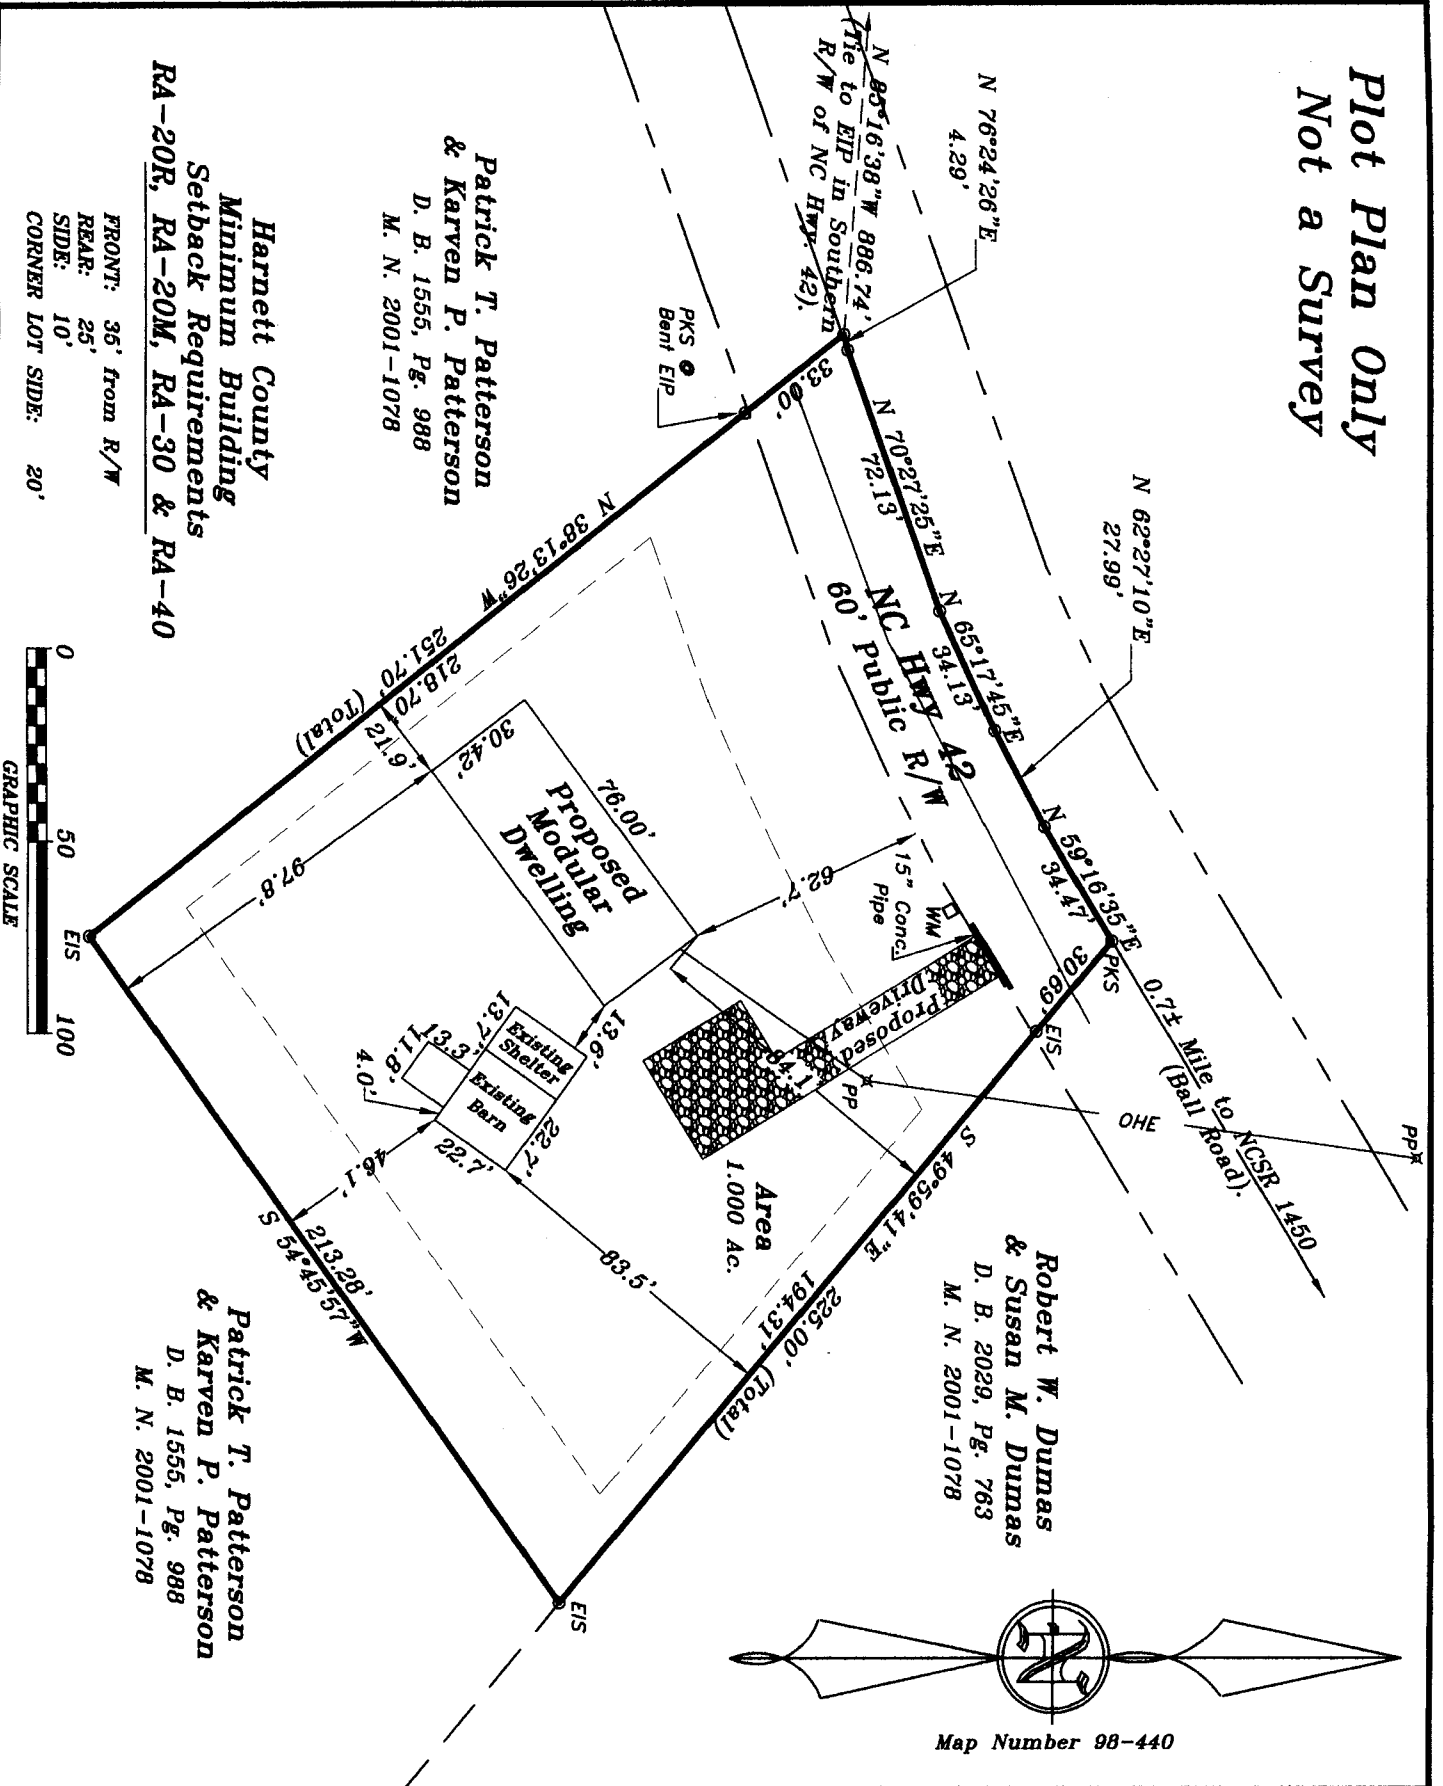 Plot Plan Only
Not a Survey
N 76°24'26"E
4.29'
N 85°16'38"W 886.74'
(Tie to EIP in Southern
R/W of NC Hwy. 42).
N 62°27'10"E
27.99'
N 70°27'25"E
72.13'
N 65°17'45"E
34.13'
N 59°16'35"E
34.47'
PKS
30.69'
EIS
0.7± Mile to NCSR 1450
(Ball Road).
PP
OHE
PP
NC Hwy 42
60' Public R/W
33.00'
PKS
Bent EIP
Patrick T. Patterson
& Karven P. Patterson
D. B. 1555, Pg. 988
M. N. 2001-1078
N 38°13'26"W
251.70' (Total)
218.70'
21.9'
30.42'
76.00'
Proposed
Modular
Dwelling
62.7'
15" Conc.
Pipe
WM
Proposed
Driveway
84.1'
97.8'
13.6'
13.7'
Existing
Shelter
13.3'
11.8'
4.0'
Existing
Barn
22.7'
22.7'
46.1'
83.5'
Area
1.000 Ac.
S 49°59'41"E
225.00' (Total)
194.31'
213.28'
S 54°45'57"W
EIS
EIS
Robert W. Dumas
& Susan M. Dumas
D. B. 2029, Pg. 763
M. N. 2001-1078
Patrick T. Patterson
& Karven P. Patterson
D. B. 1555, Pg. 988
M. N. 2001-1078
Harnett County
Minimum Building
Setback Requirements
RA-20R, RA-20M, RA-30 & RA-40
FRONT: 35' from R/W
REAR: 25'
SIDE: 10'
CORNER LOT SIDE: 20'
0 50 100
GRAPHIC SCALE
N
Map Number 98-440